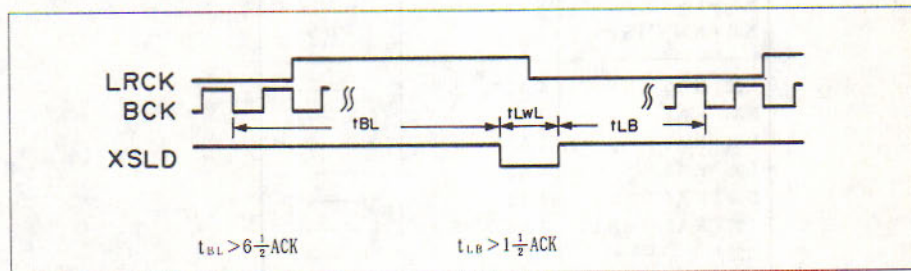 LRCK
BCK
tBL
tLwL
tLB
XSLD
tBL>6 1/2 ACK
tLB>1 1/2 ACK